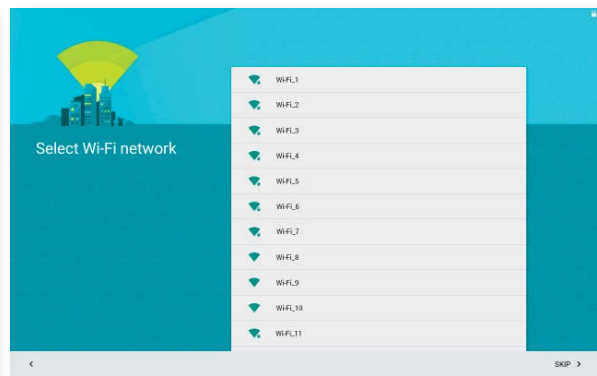 Select Wi-Fi network
Wi-Fi_1
Wi-Fi_2
Wi-Fi_3
Wi-Fi_4
Wi-Fi_5
Wi-Fi_6
Wi-Fi_7
Wi-Fi_8
Wi-Fi_9
Wi-Fi_10
Wi-Fi_11
SKIP